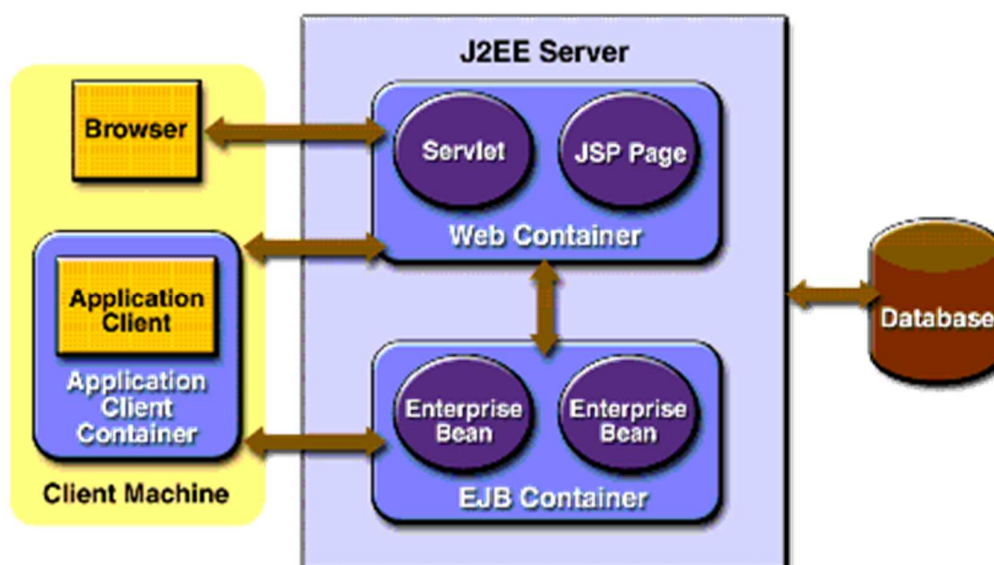 J2EE Server
Browser
Servlet
JSP Page
Web Container
Application
Client
Application
Client
Container
Client Machine
Enterprise
Bean
Enterprise
Bean
EJB Container
Database